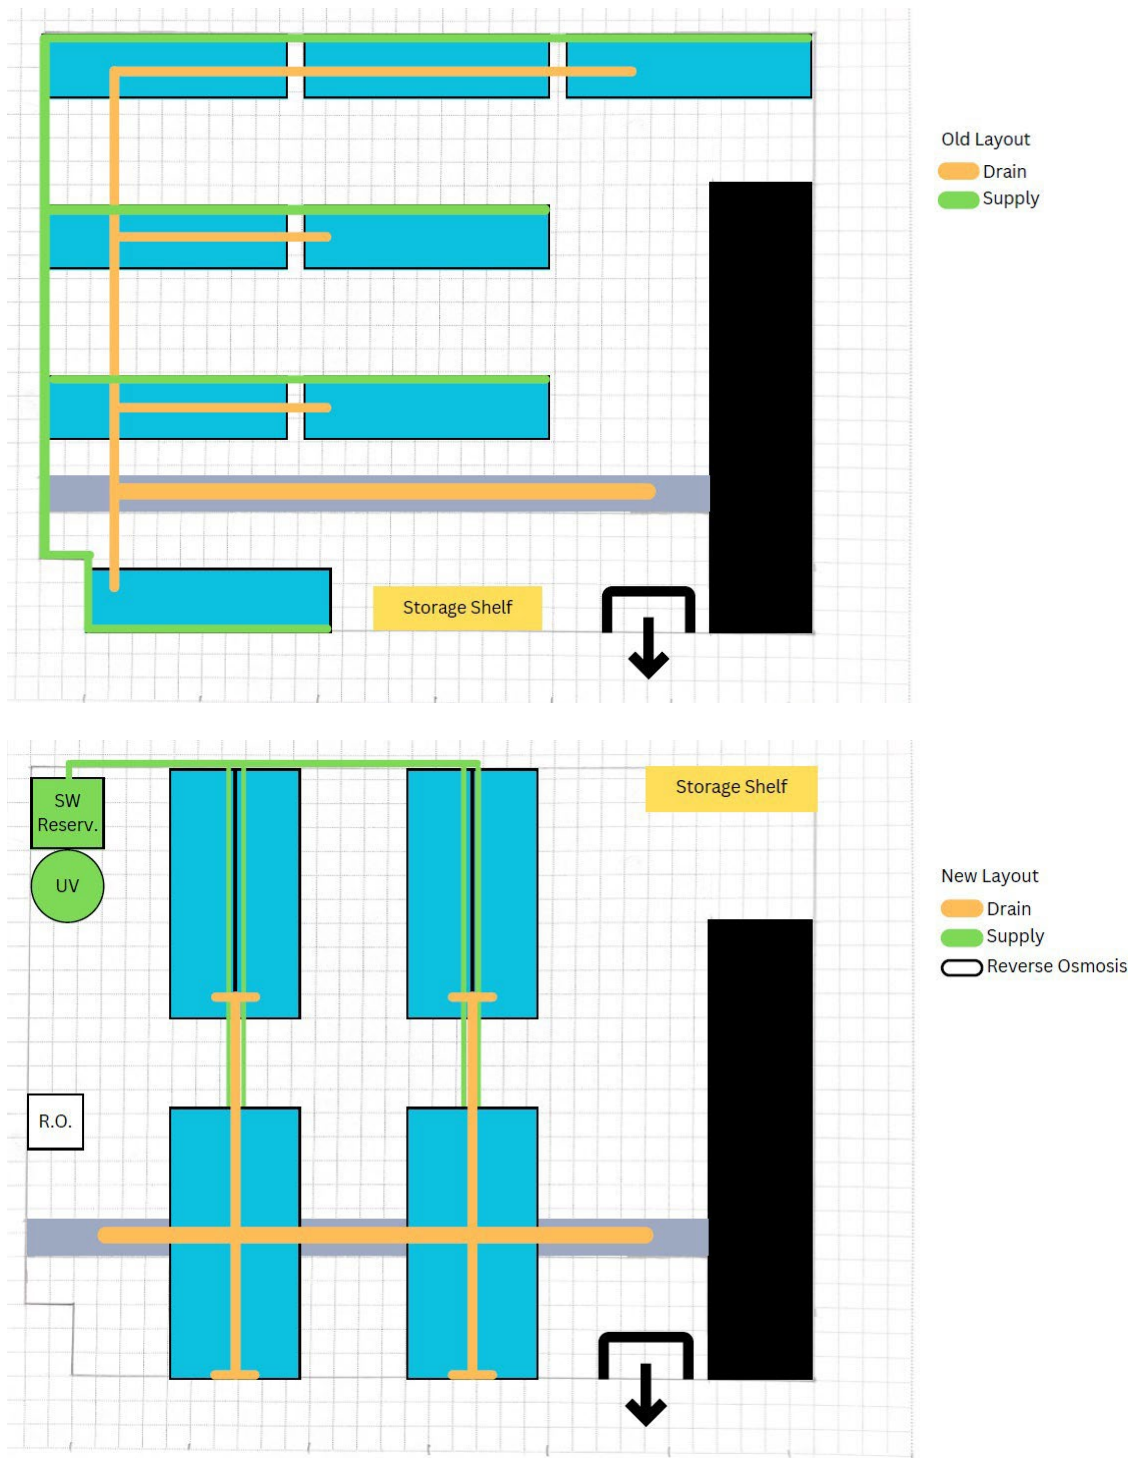 Old Layout
Drain
Supply
Storage Shelf
Storage Shelf
SW
Reserv.
UV
New Layout
Drain
Supply
Reverse Osmosis
R.O.